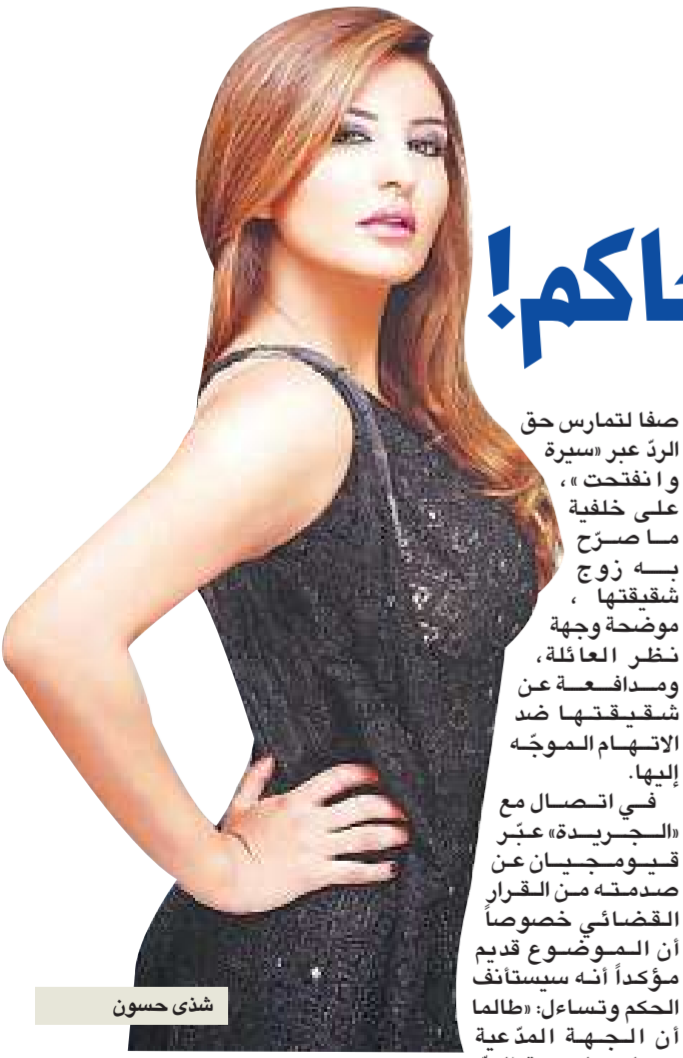 صفا لتمارس حق
الردّ عبر «سيرة
وانفتحت»،
على خلفية
ما صرّح
به زوج
شقيقتها ،
موضحة وجهة
نظر العائلة،
ومدافعة عن
شقيقتها ضد
الاتهام الموجّه
إليها.
في اتصال مع
«الجريدة» عبّر
قيومجيان عن
صدمته من القرار
القضائي خصوصاً
أن الموضوع قديم
مؤكداً أنه سيستأنف
الحكم وتساءل: «طالما
أن الجهة المدّعية
شذى حسون